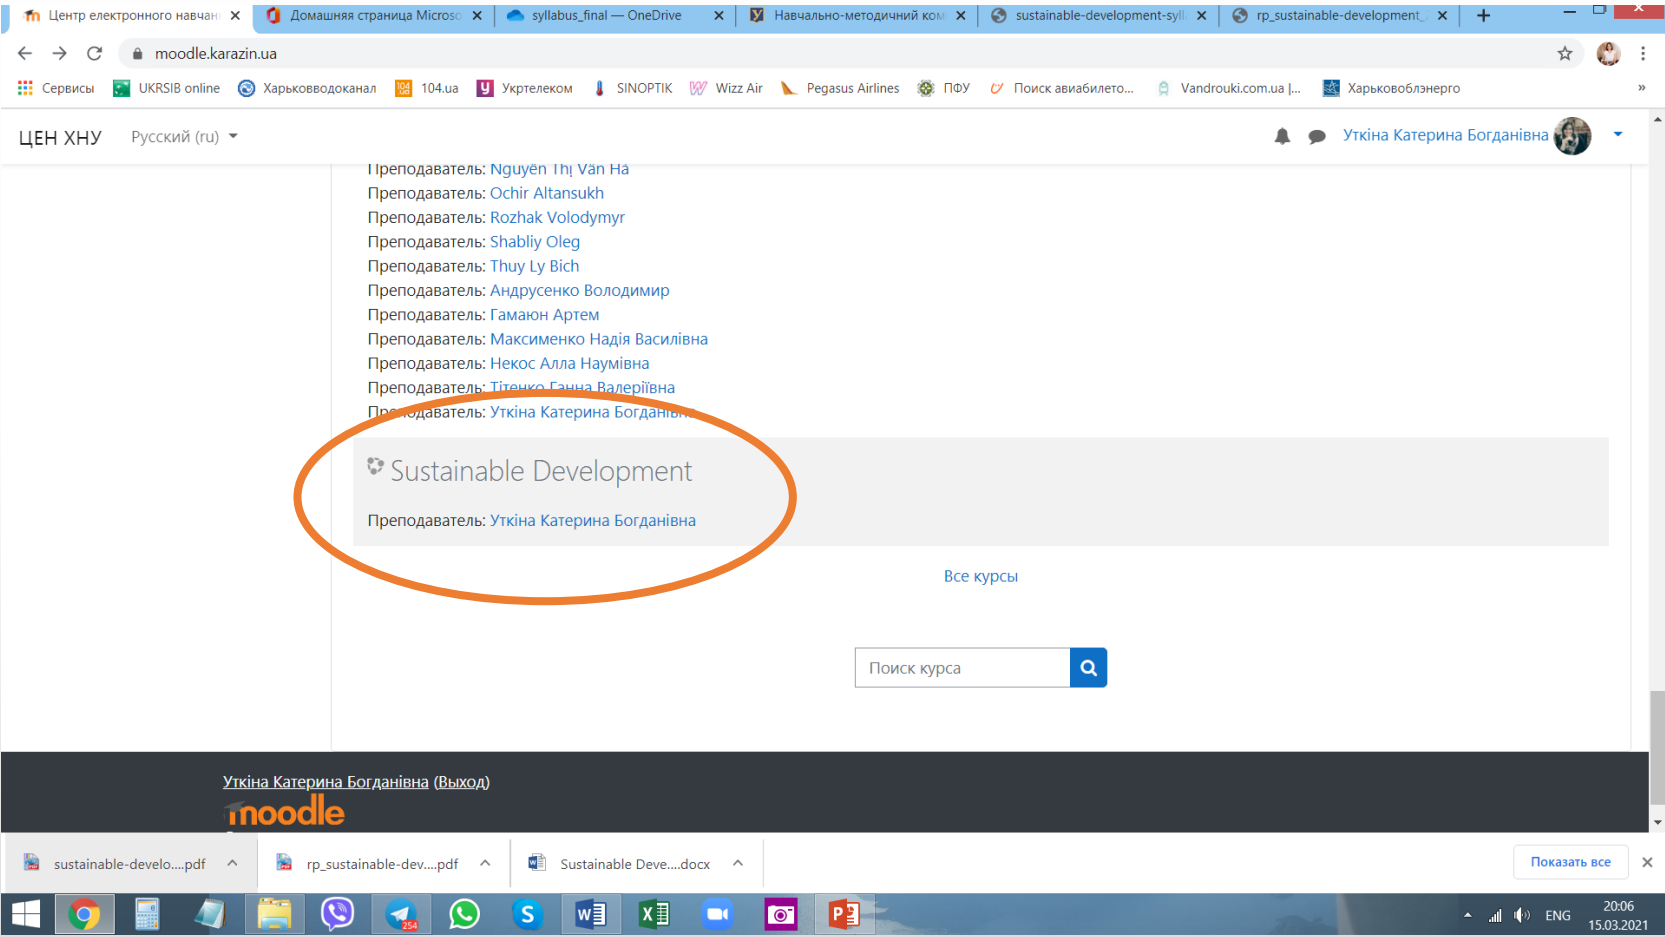 Центр електронного навчан
Домашняя страница Microso
syllabus_final — OneDrive
Навчально-методичний ком
sustainable-development-syll
rp_sustainable-development_
moodle.karazin.ua
Сервисы UKRSIB online Харьковводоканал 104.ua Укртелеком SINOPTIK Wizz Air Pegasus Airlines ПФУ Поиск авиабилето... Vandrouki.com.ua |... Харьковоблэнерго »
ЦЕН ХНУ Русский (ru) Уткіна Катерина Богданівна
Преподаватель: Nguyễn Thị Vân Hà
Преподаватель: Ochir Altansukh
Преподаватель: Rozhak Volodymyr
Преподаватель: Shabliy Oleg
Преподаватель: Thuy Ly Bich
Преподаватель: Андрусенко Володимир
Преподаватель: Гамаюн Артем
Преподаватель: Максименко Надія Василівна
Преподаватель: Некос Алла Наумівна
Преподаватель: Тітенко Ганна Валеріївна
Преподаватель: Уткіна Катерина Богданівна
Sustainable Development
Преподаватель: Уткіна Катерина Богданівна
Все курсы
Поиск курса
Уткіна Катерина Богданівна (Выход)
moodle
sustainable-develo....pdf rp_sustainable-dev....pdf Sustainable Deve....docx Показать все
254
ENG
20:06
15.03.2021